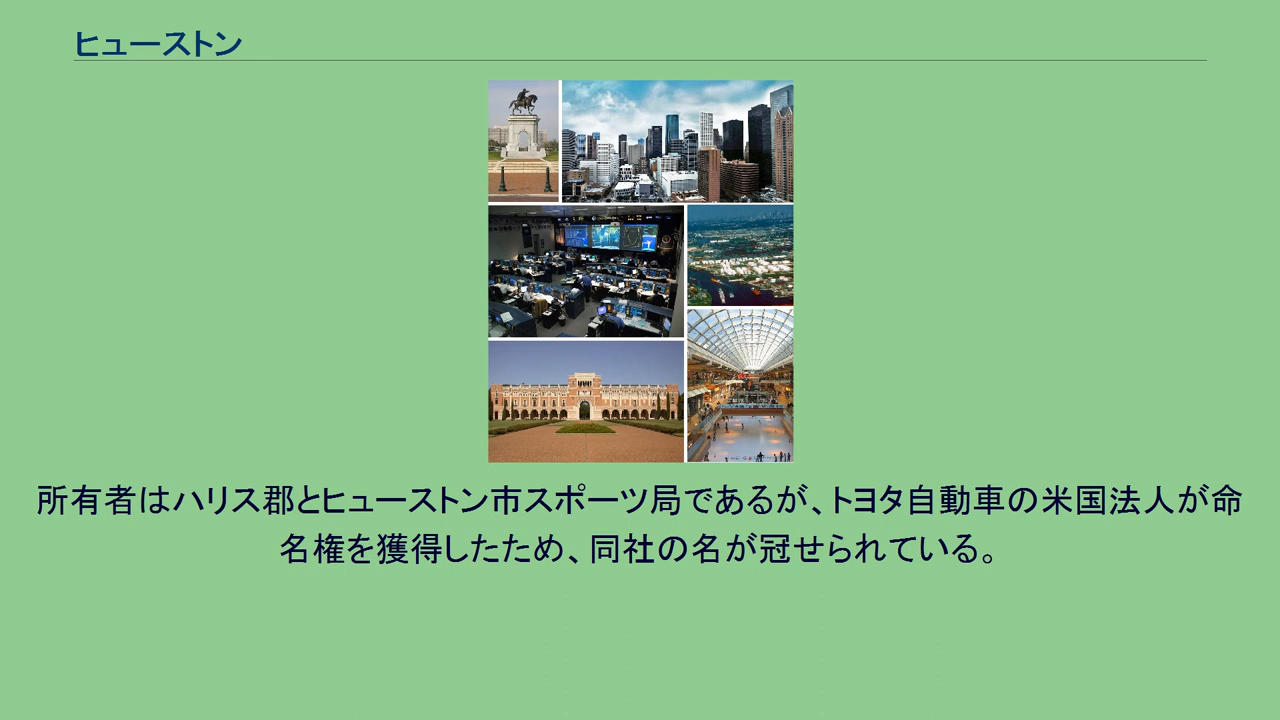 ヒューストン
所有者はハリス郡とヒューストン市スポーツ局であるが、トヨタ自動車の米国法人が命
名権を獲得したため、同社の名が冠せられている。